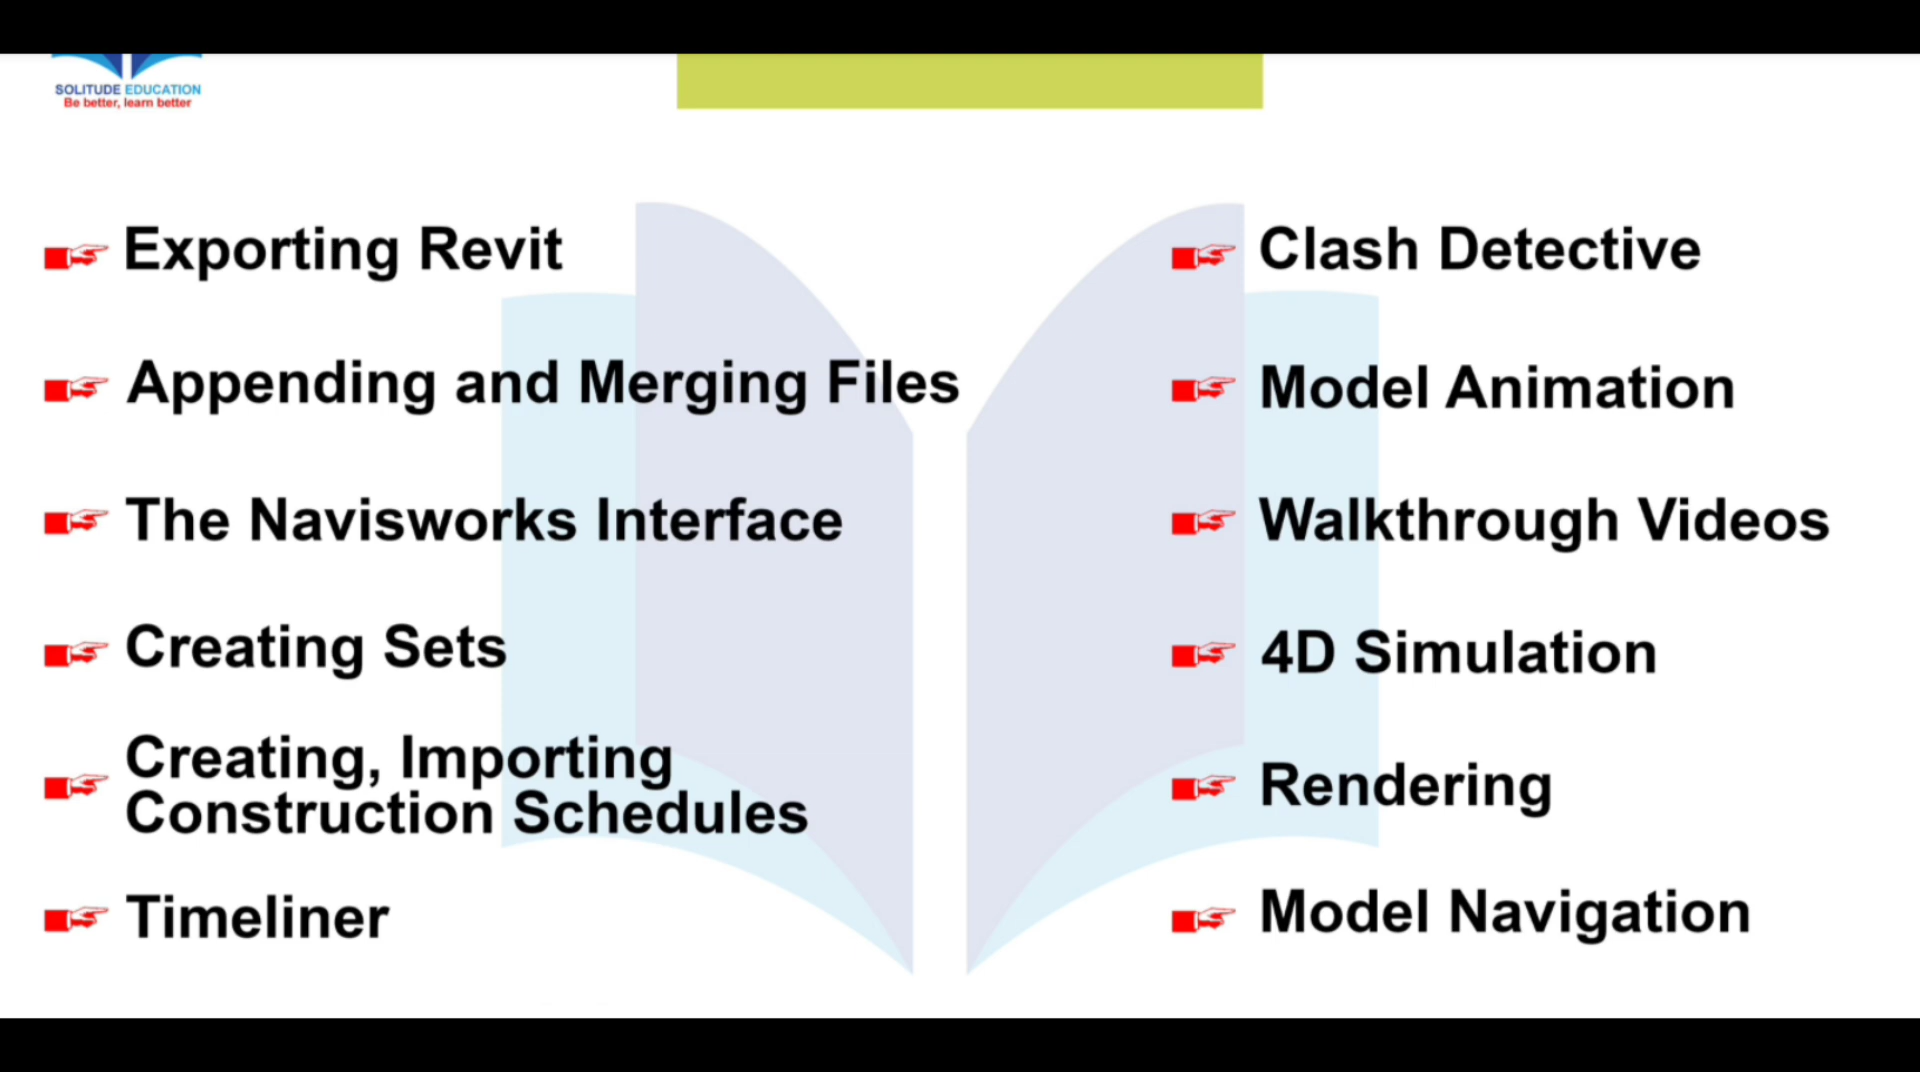 SOLITUDE EDUCATION
Be better, learn better
Exporting Revit
Appending and Merging Files
The Navisworks Interface
Creating Sets
Creating, Importing
Construction Schedules
Timeliner
Clash Detective
Model Animation
Walkthrough Videos
4D Simulation
Rendering
Model Navigation